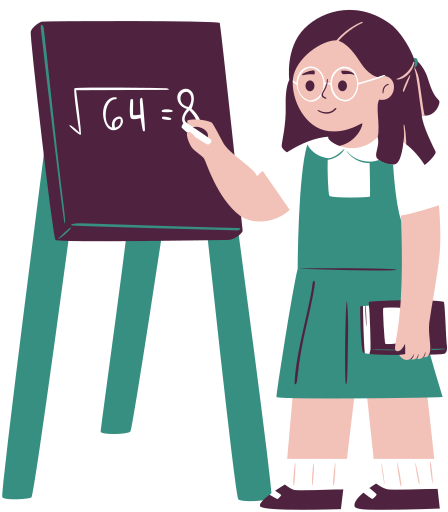 √64 = 8